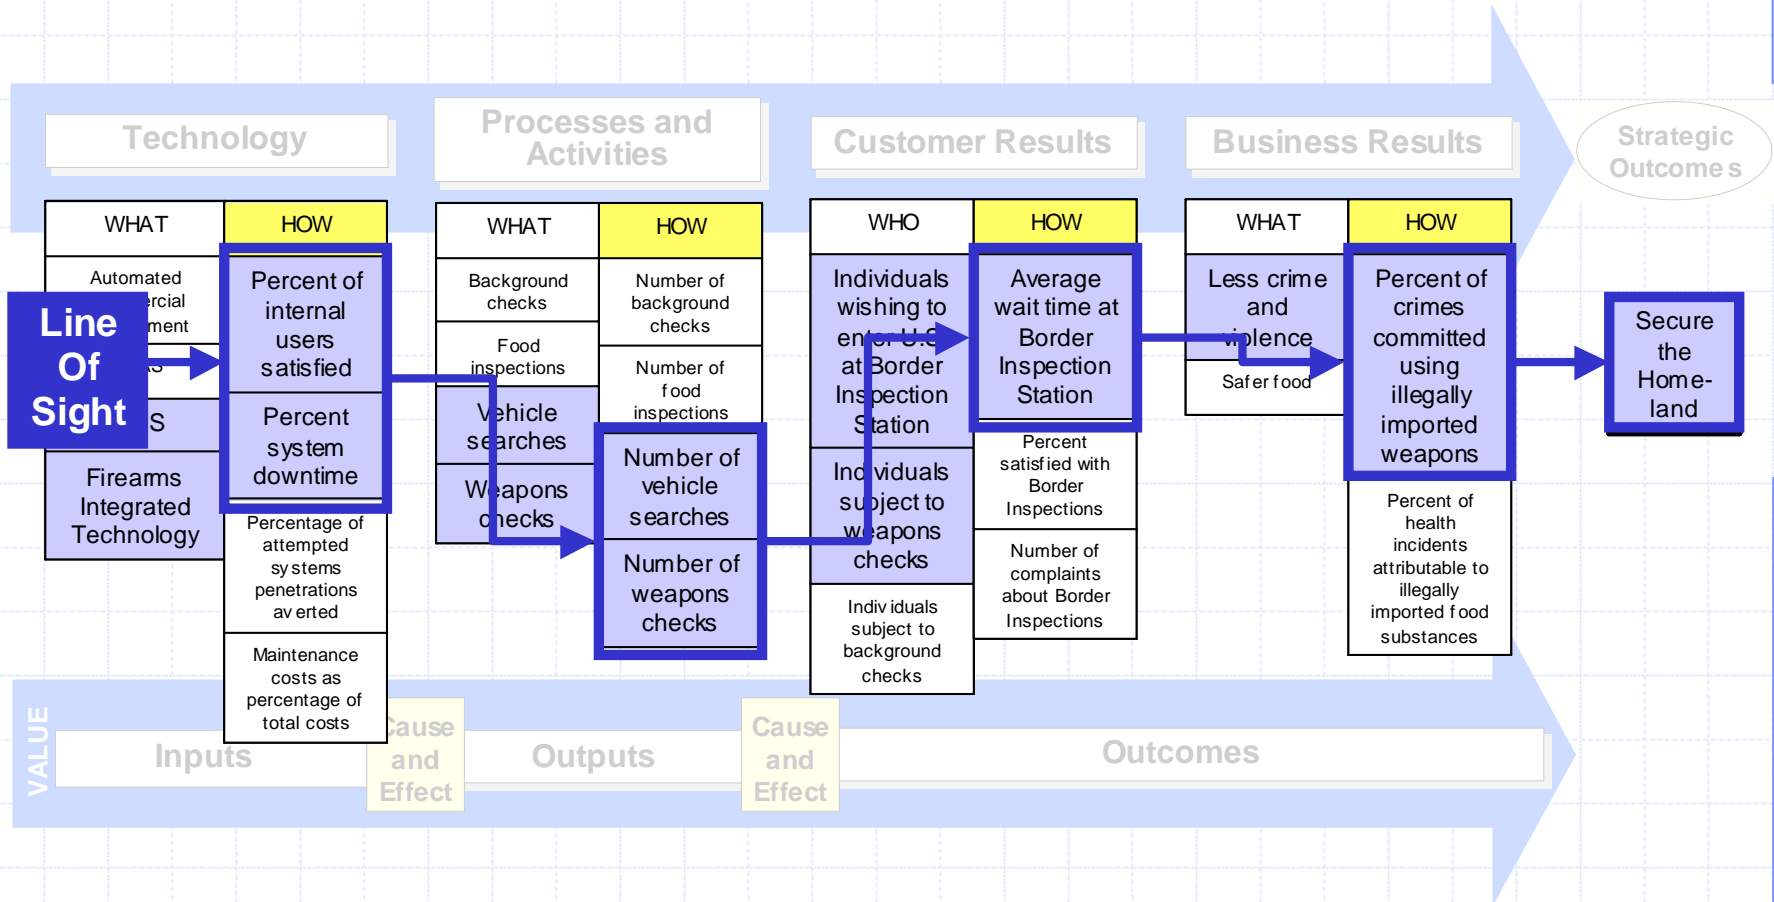 Technology
Processes and
Activities
Customer Results
Business Results
Strategic
Outcomes
WHAT
HOW
Automated
Percent of
internal
users
satisfied
Percent
system
downtime
Firearms
Integrated
Technology
Percentage of
attempted
systems
penetrations
averted
Maintenance
costs as
percentage of
total costs
Line
Of
Sight
WHAT
HOW
Background
checks
Food
inspections
Vehicle
searches
Weapons
checks
Number of
background
checks
Number of
food
inspections
Number of
vehicle
searches
Number of
weapons
checks
WHO
HOW
Individuals
wishing to
enter U.S
at Border
Inspection
Station
Individuals
subject to
weapons
checks
Individuals
subject to
background
checks
Average
wait time at
Border
Inspection
Station
Percent
satisfied with
Border
Inspections
Number of
complaints
about Border
Inspections
WHAT
HOW
Less crime
and
violence
Safer food
Percent of
crimes
committed
using
illegally
imported
weapons
Percent of
health
incidents
attributable to
illegally
imported food
substances
Secure
the
Home-
land
VALUE
Inputs
Cause
and
Effect
Outputs
Cause
and
Effect
Outcomes